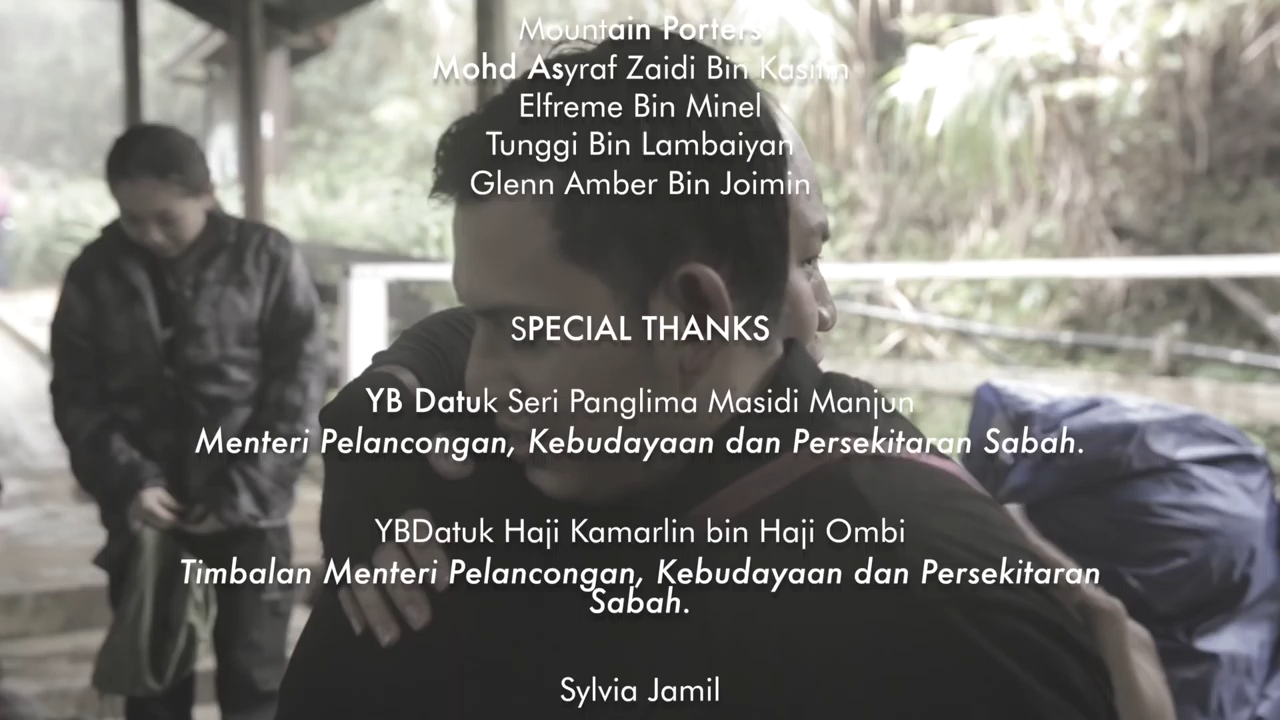 Mountain Porters
Mohd Asyraf Zaidi Bin Kasim
Elfreme Bin Minel
Tunggi Bin Lambaiyan
Glenn Amber Bin Joimin
SPECIAL THANKS
YB Datuk Seri Panglima Masidi Manjun
Menteri Pelancongan, Kebudayaan dan Persekitaran Sabah.
YBDatuk Haji Kamarlin bin Haji Ombi
Timbalan Menteri Pelancongan, Kebudayaan dan Persekitaran
Sabah.
Sylvia Jamil